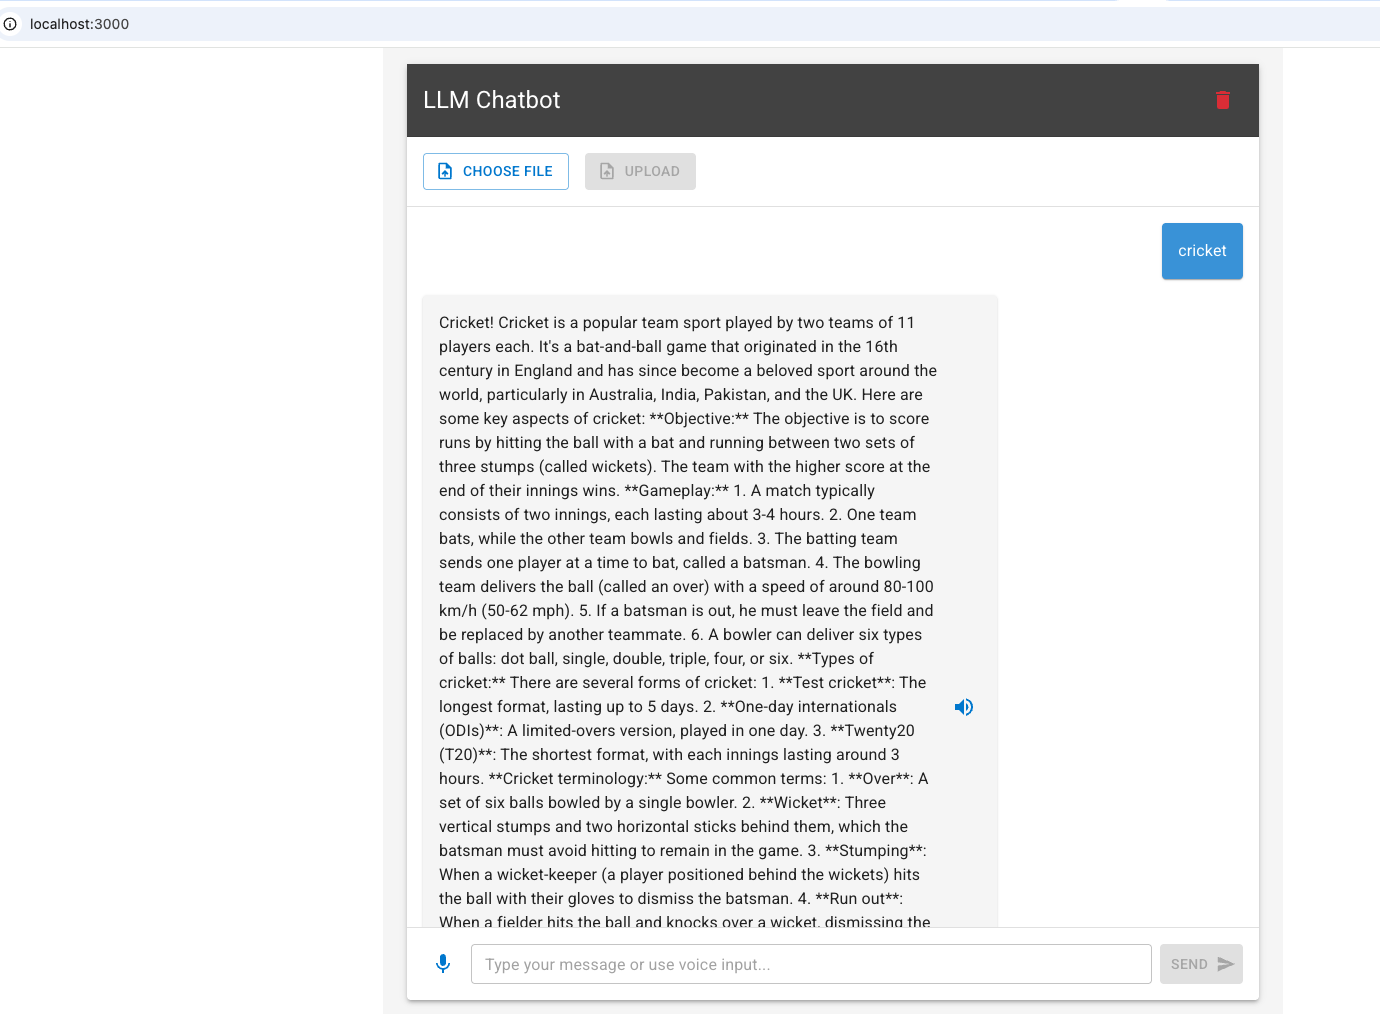 localhost:3000
LLM Chatbot
CHOOSE FILE
UPLOAD
cricket
Cricket! Cricket is a popular team sport played by two teams of 11
players each. It's a bat-and-ball game that originated in the 16th
century in England and has since become a beloved sport around the
world, particularly in Australia, India, Pakistan, and the UK. Here are
some key aspects of cricket: **Objective:** The objective is to score
runs by hitting the ball with a bat and running between two sets of
three stumps (called wickets). The team with the higher score at the
end of their innings wins. **Gameplay:** 1. A match typically
consists of two innings, each lasting about 3-4 hours. 2. One team
bats, while the other team bowls and fields. 3. The batting team
sends one player at a time to bat, called a batsman. 4. The bowling
team delivers the ball (called an over) with a speed of around 80-100
km/h (50-62 mph). 5. If a batsman is out, he must leave the field and
be replaced by another teammate. 6. A bowler can deliver six types
of balls: dot ball, single, double, triple, four, or six. **Types of
cricket:** There are several forms of cricket: 1. **Test cricket**: The
longest format, lasting up to 5 days. 2. **One-day internationals
(ODIs)**: A limited-overs version, played in one day. 3. **Twenty20
(T20)**: The shortest format, with each innings lasting around 3
hours. **Cricket terminology:** Some common terms: 1. **Over**: A
set of six balls bowled by a single bowler. 2. **Wicket**: Three
vertical stumps and two horizontal sticks behind them, which the
batsman must avoid hitting to remain in the game. 3. **Stumping**:
When a wicket-keeper (a player positioned behind the wickets) hits
the ball with their gloves to dismiss the batsman. 4. **Run out**:
When a fielder hits the ball and knocks over a wicket, dismissing the
Type your message or use voice input...
SEND